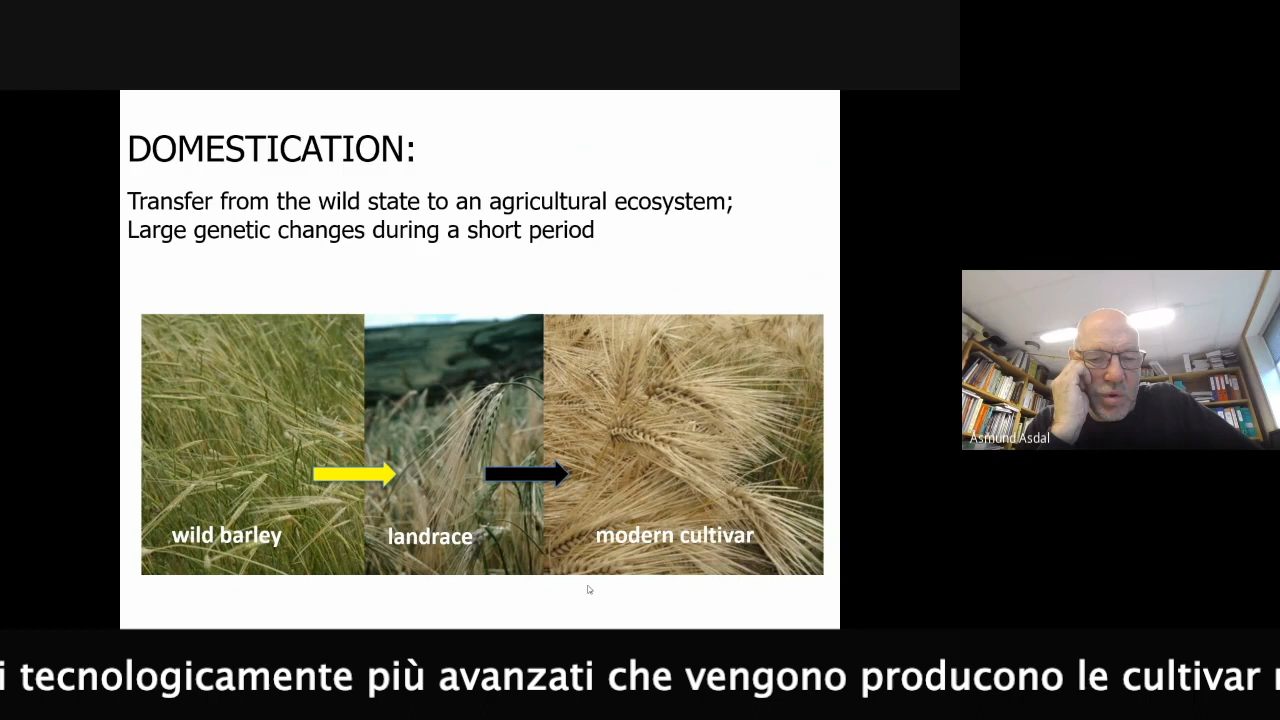 DOMESTICATION:
Transfer from the wild state to an agricultural ecosystem;
Large genetic changes during a short period
wild barley
landrace
modern cultivar
Åsmund Asdal
i tecnologicamente più avanzati che vengono producono le cultivar